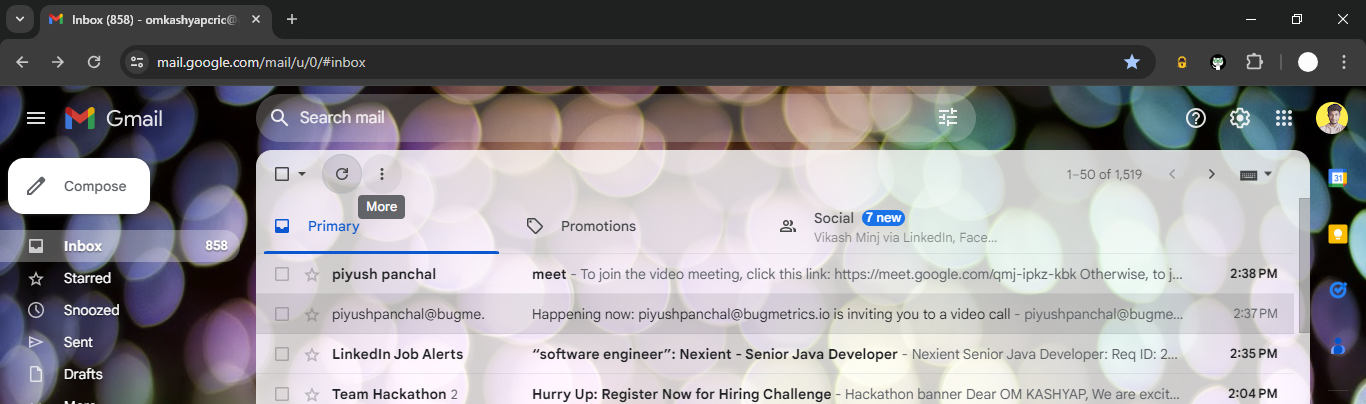 Inbox (858) - omkashyapcric@
mail.google.com/mail/u/0/#inbox
Gmail
Search mail
Compose
1–50 of 1,519
More
Primary
Promotions
Social 7 new
Vikash Minj via LinkedIn, Face...
Inbox 858
Starred
Snoozed
Sent
Drafts
piyush panchal meet - To join the video meeting, click this link: https://meet.google.com/qmj-ipkz-kbk Otherwise, to j... 2:38 PM
piyushpanchal@bugme. Happening now: piyushpanchal@bugmetrics.io is inviting you to a video call - piyushpanchal@bugme... 2:37 PM
LinkedIn Job Alerts “software engineer”: Nexient - Senior Java Developer - Nexient Senior Java Developer: Req ID: 2... 2:35 PM
Team Hackathon 2 Hurry Up: Register Now for Hiring Challenge - Hackathon banner Dear OM KASHYAP, We are excit... 2:04 PM
31